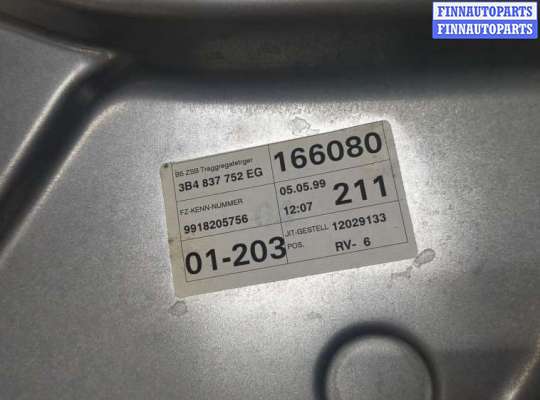 FINNAUTOPARTS
FINNAUTOPARTS
B5 ZSB Traggregateträger
3B4 837 752 EG
166080
FZ-KENN-NUMMER
9918205756
05.05.99
12:07
211
01-203
JIT-GESTELL 12029133
POS. RV- 6